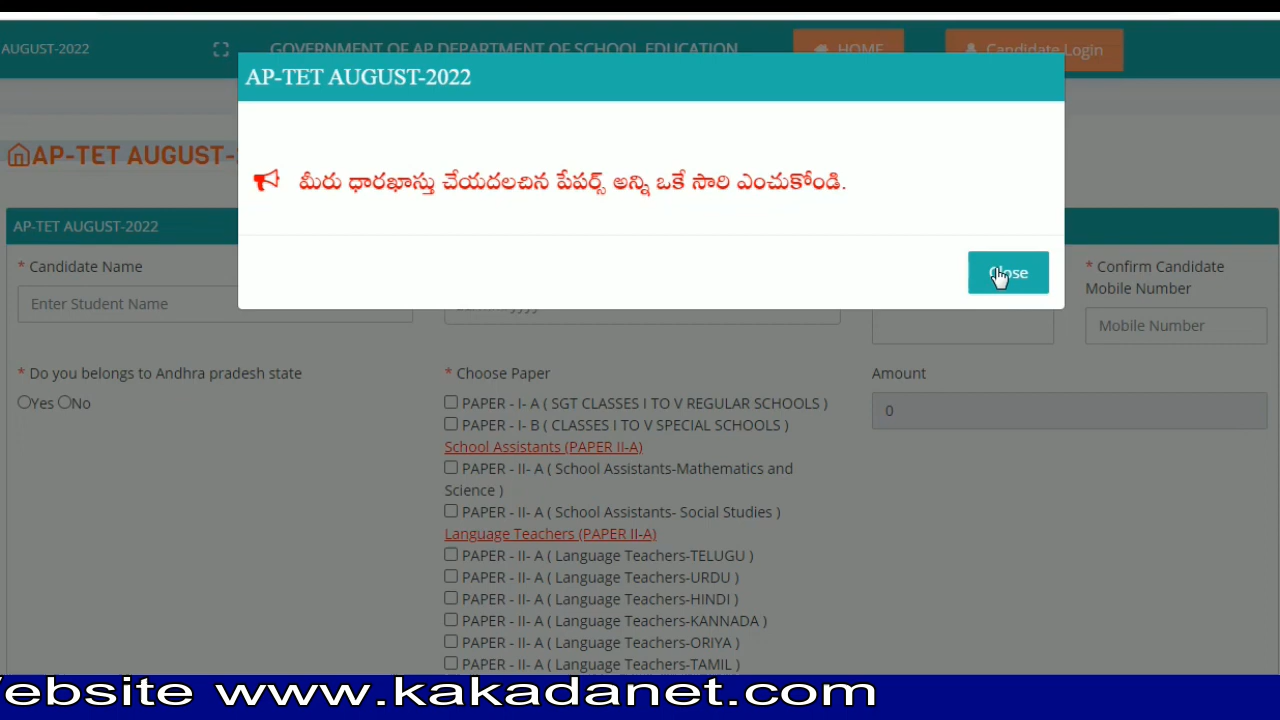 AUGUST-2022
GOVERNMENT OF AP DEPARTMENT OF SCHOOL EDUCATION
HOME
Candidate Login
AP-TET AUGUST-2022
AP-TET AUGUST-
మీరు ధారఖాస్తు చేయదలచిన పేపర్స్ అన్ని ఒకే సారి ఎంచుకోండి.
Close
AP-TET AUGUST-2022
* Candidate Name
Enter Student Name
* Confirm Candidate
Mobile Number
Mobile Number
* Do you belongs to Andhra pradesh state
Yes No
* Choose Paper
PAPER - I- A ( SGT CLASSES I TO V REGULAR SCHOOLS )
PAPER - I- B ( CLASSES I TO V SPECIAL SCHOOLS )
School Assistants (PAPER II-A)
PAPER - II- A ( School Assistants-Mathematics and
Science )
PAPER - II- A ( School Assistants- Social Studies )
Language Teachers (PAPER II-A)
PAPER - II- A ( Language Teachers-TELUGU )
PAPER - II- A ( Language Teachers-URDU )
PAPER - II- A ( Language Teachers-HINDI )
PAPER - II- A ( Language Teachers-KANNADA )
PAPER - II- A ( Language Teachers-ORIYA )
PAPER - II- A ( Language Teachers-TAMIL )
Amount
0
ebsite www.kakadanet.com